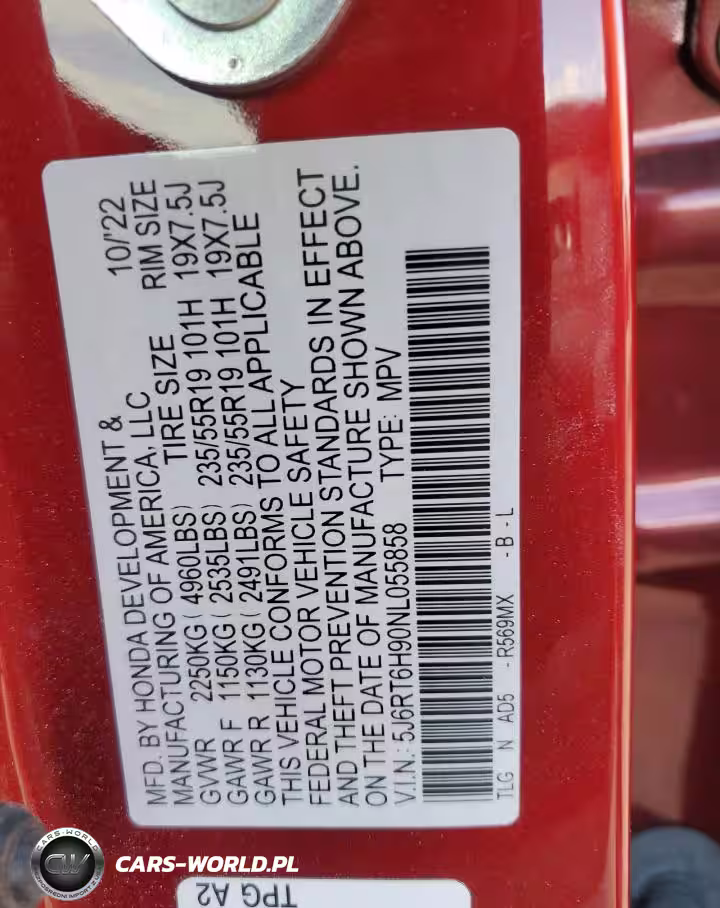 MFD. BY HONDA DEVELOPMENT & 10/'22
MANUFACTURING OF AMERICA, LLC
TIRE SIZE RIM SIZE
GVWR 2250KG ( 4960LBS)
GAWR F 1150KG ( 2535LBS) 235/55R19 101H 19X7.5J
GAWR R 1130KG ( 2491LBS) 235/55R19 101H 19X7.5J
THIS VEHICLE CONFORMS TO ALL APPLICABLE
FEDERAL MOTOR VEHICLE SAFETY
AND THEFT PREVENTION STANDARDS IN EFFECT
ON THE DATE OF MANUFACTURE SHOWN ABOVE.
V.I.N.: 5J6RT6H90NL055858 TYPE: MPV
TLG N AD5 -R569MX -B-L
TPG A2
CARS-WORLD
CW
CARS-WORLD.PL